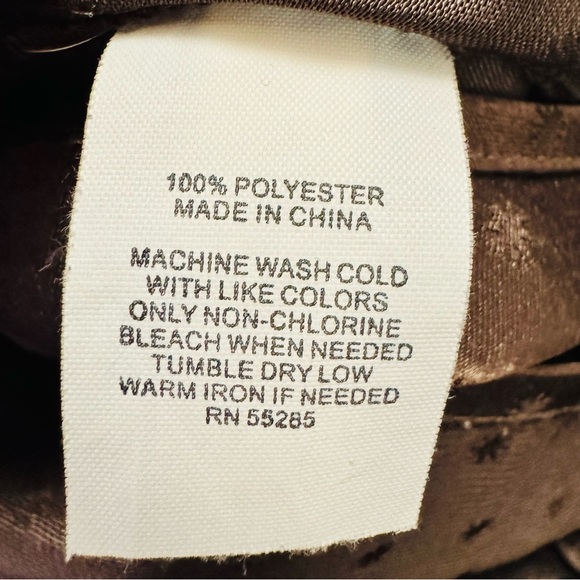 100% POLYESTER
MADE IN CHINA
MACHINE WASH COLD
WITH LIKE COLORS
ONLY NON-CHLORINE
BLEACH WHEN NEEDED
TUMBLE DRY LOW
WARM IRON IF NEEDED
RN 55285